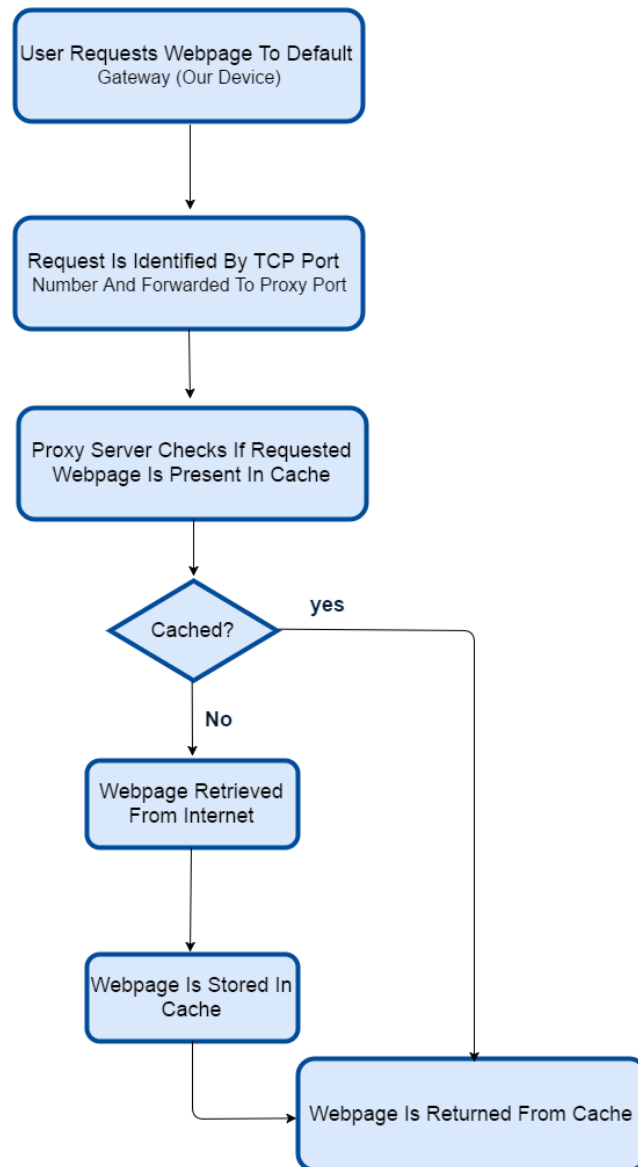 User Requests Webpage To Default
Gateway (Our Device)
Request Is Identified By TCP Port
Number And Forwarded To Proxy Port
Proxy Server Checks If Requested
Webpage Is Present In Cache
Cached?
yes
No
Webpage Retrieved
From Internet
Webpage Is Stored In
Cache
Webpage Is Returned From Cache